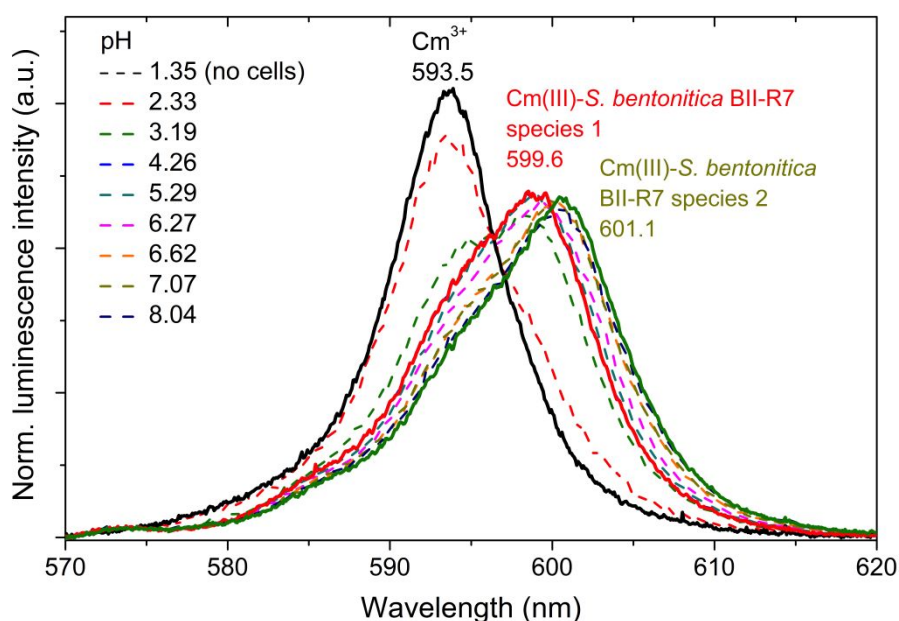 pH
1.35 (no cells)
2.33
3.19
4.26
5.29
6.27
6.62
7.07
8.04
Cm³⁺
593.5
Cm(III)-S. bentonitica BII-R7
species 1
599.6
Cm(III)-S. bentonitica
BII-R7 species 2
601.1
Norm. luminescence intensity (a.u.)
570 580 590 600 610 620
Wavelength (nm)